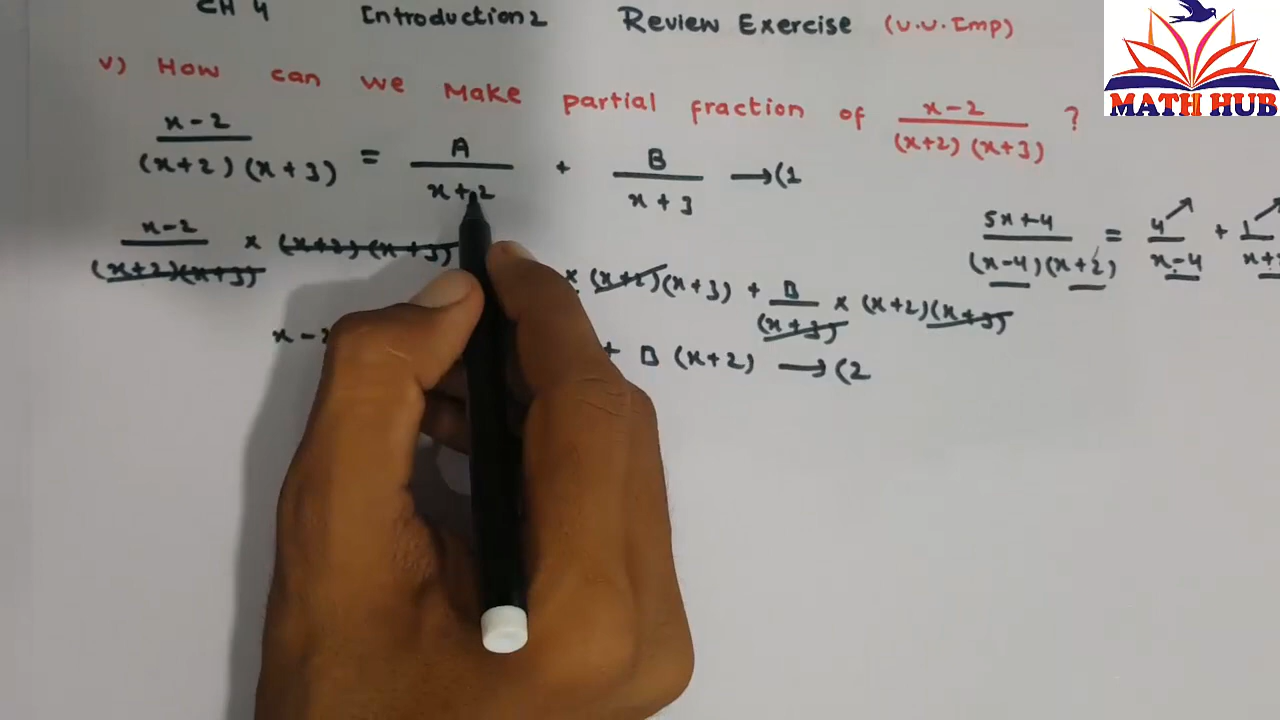 CH 4 Introduction2 Review Exercise (v.v.Imp)
MATH HUB
v) How can we Make partial fraction of x-2/(x+2)(x+3) ?
x-2/(x+2)(x+3) = A/x+2 + B/x+3 →(1
5x+4/(x-4)(x+2) = 4/x-4 + 1/
x-2/(x+2)(x+3) × (x+2)(x+3) × (x+2)(x+3) + B/(x+3) × (x+2)(x+3)
x-2 + B(x+2) →(2